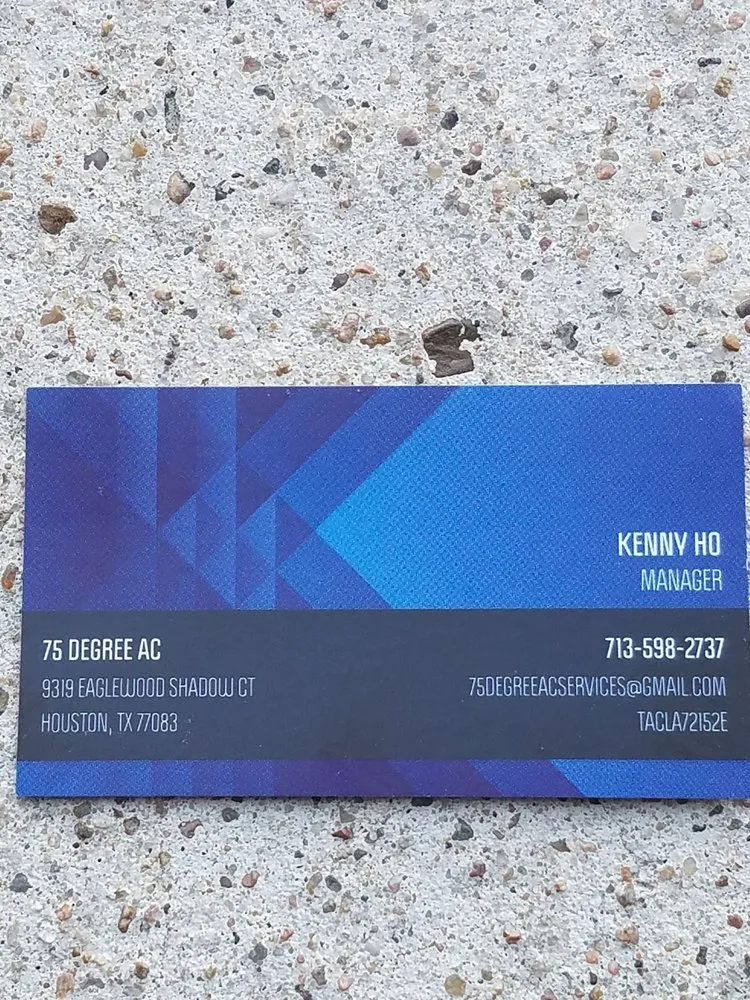 KENNY HO
MANAGER
75 DEGREE AC
9319 EAGLEWOOD SHADOW CT
HOUSTON, TX 77083
713-598-2737
75DEGREEACSERVICES@GMAIL.COM
TACLA72152E